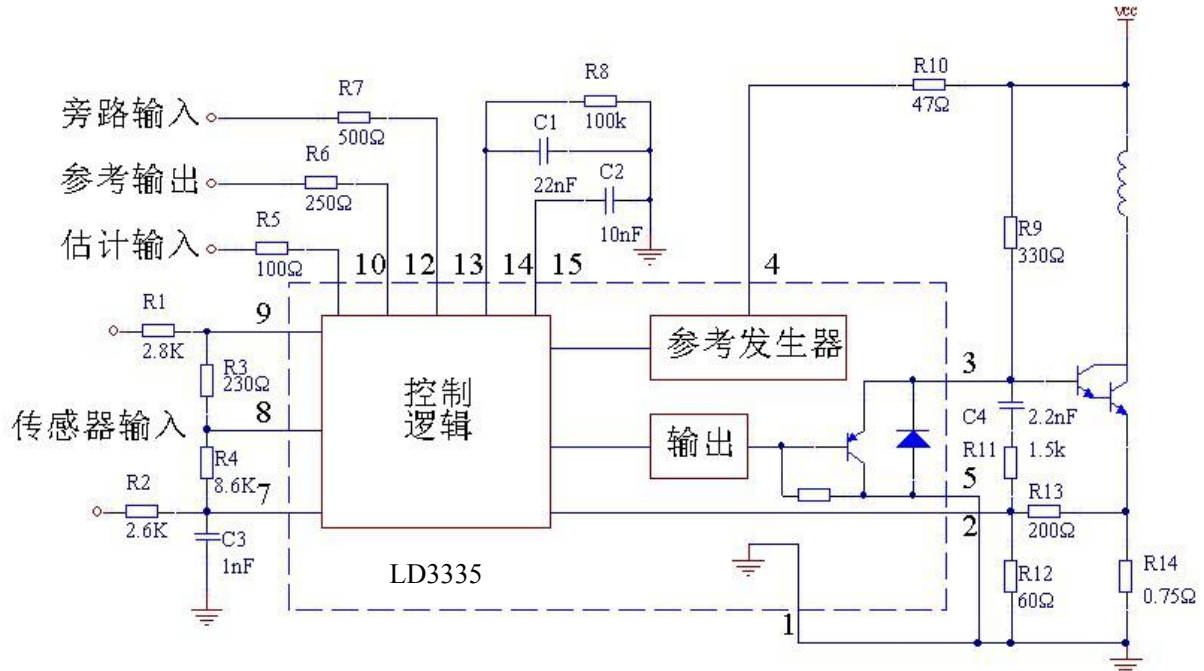 VCC
R10
47Ω
R8
100k
R7
旁路输入
500Ω
C1
22nF
R6
参考输出
250Ω
C2
10nF
R5
估计输入
100Ω
R9
330Ω
10 12 13 14 15 4
R1
2.8K
9
参考发生器
R3
230Ω
3
控制
逻辑
8
传感器输入
C4 2.2nF
输出
R11 1.5k
R4
8.6K
R2
2.6K
7
5
R13
200Ω
2
C3
1nF
LD3335
R12
60Ω
R14
0.75Ω
1